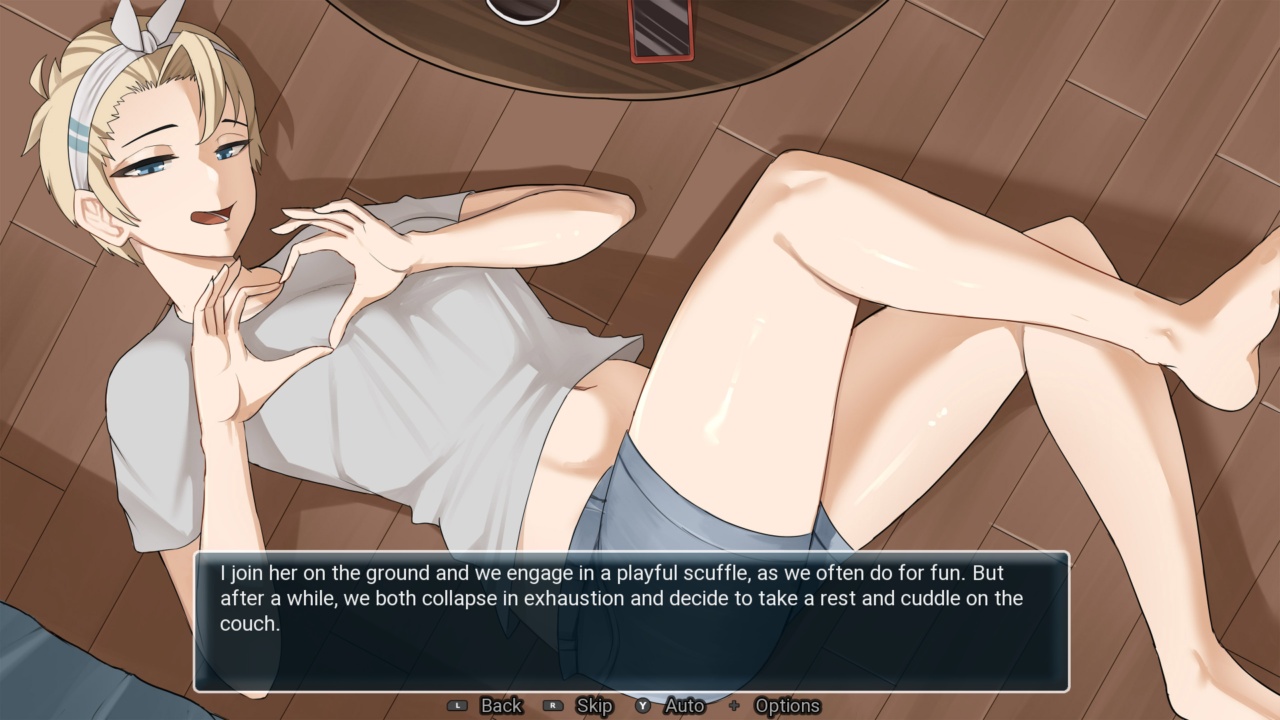 I join her on the ground and we engage in a playful scuffle, as we often do for fun. But
after a while, we both collapse in exhaustion and decide to take a rest and cuddle on the
couch.
L Back R Skip Y Auto + Options